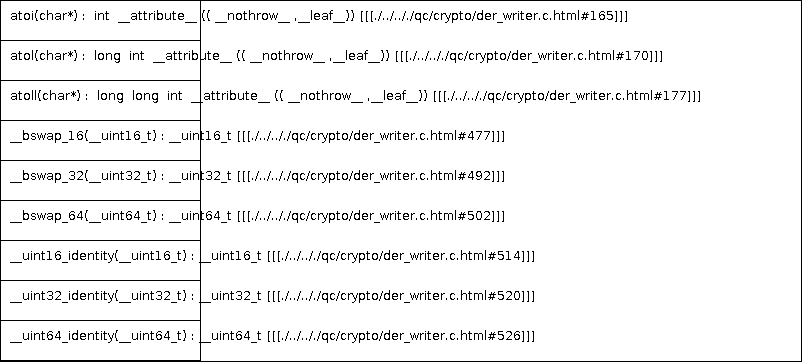 atoi(char*) : int __attribute__ (( __nothrow__ ,__leaf__)) [[[./../.././qc/crypto/der_writer.c.html#165]]]
atol(char*) : long int __attribute__ (( __nothrow__ ,__leaf__)) [[[./../.././qc/crypto/der_writer.c.html#170]]]
atoll(char*) : long long int __attribute__ (( __nothrow__ ,__leaf__)) [[[./../.././qc/crypto/der_writer.c.html#177]]]
__bswap_16(__uint16_t) : __uint16_t [[[./../.././qc/crypto/der_writer.c.html#477]]]
__bswap_32(__uint32_t) : __uint32_t [[[./../.././qc/crypto/der_writer.c.html#492]]]
__bswap_64(__uint64_t) : __uint64_t [[[./../.././qc/crypto/der_writer.c.html#502]]]
__uint16_identity(__uint16_t) : __uint16_t [[[./../.././qc/crypto/der_writer.c.html#514]]]
__uint32_identity(__uint32_t) : __uint32_t [[[./../.././qc/crypto/der_writer.c.html#520]]]
__uint64_identity(__uint64_t) : __uint64_t [[[./../.././qc/crypto/der_writer.c.html#526]]]